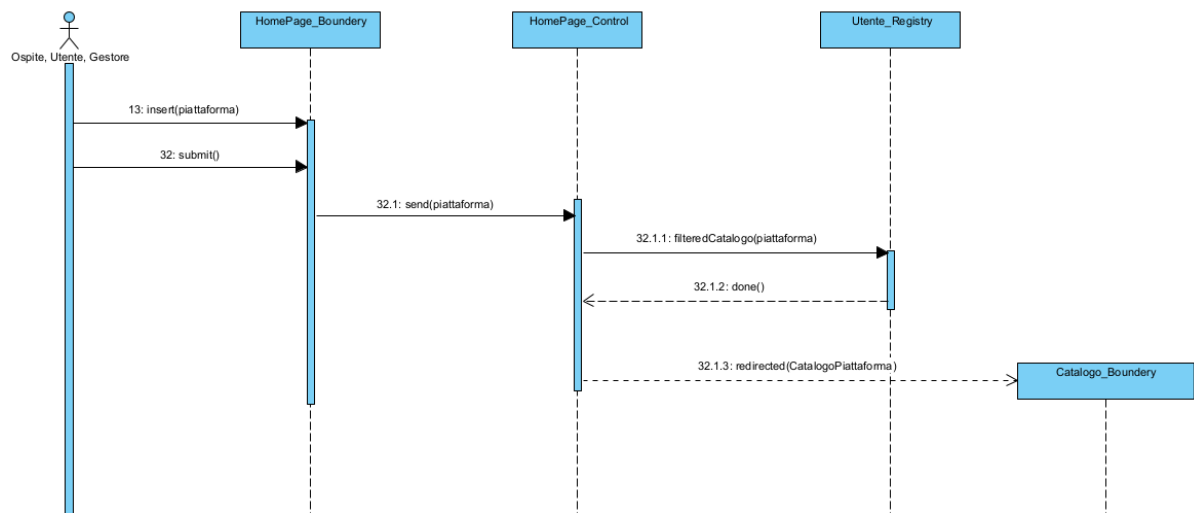 HomePage_Boundery
HomePage_Control
Utente_Registry
Ospite, Utente, Gestore
13: insert(piattaforma)
32: submit()
32.1: send(piattaforma)
32.1.1: filteredCatalogo(piattaforma)
32.1.2: done()
32.1.3: redirected(CatalogoPiattaforma)
Catalogo_Boundery